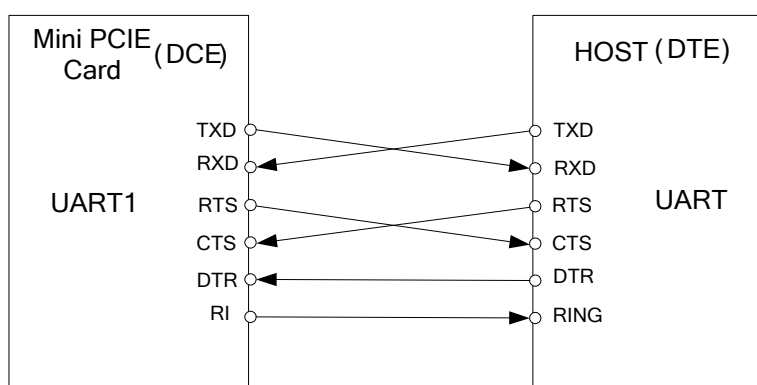 Mini PCIE
Card (DCE)
HOST (DTE)
TXD
TXD
RXD
RXD
UART1
RTS
RTS
UART
CTS
CTS
DTR
DTR
RI
RING